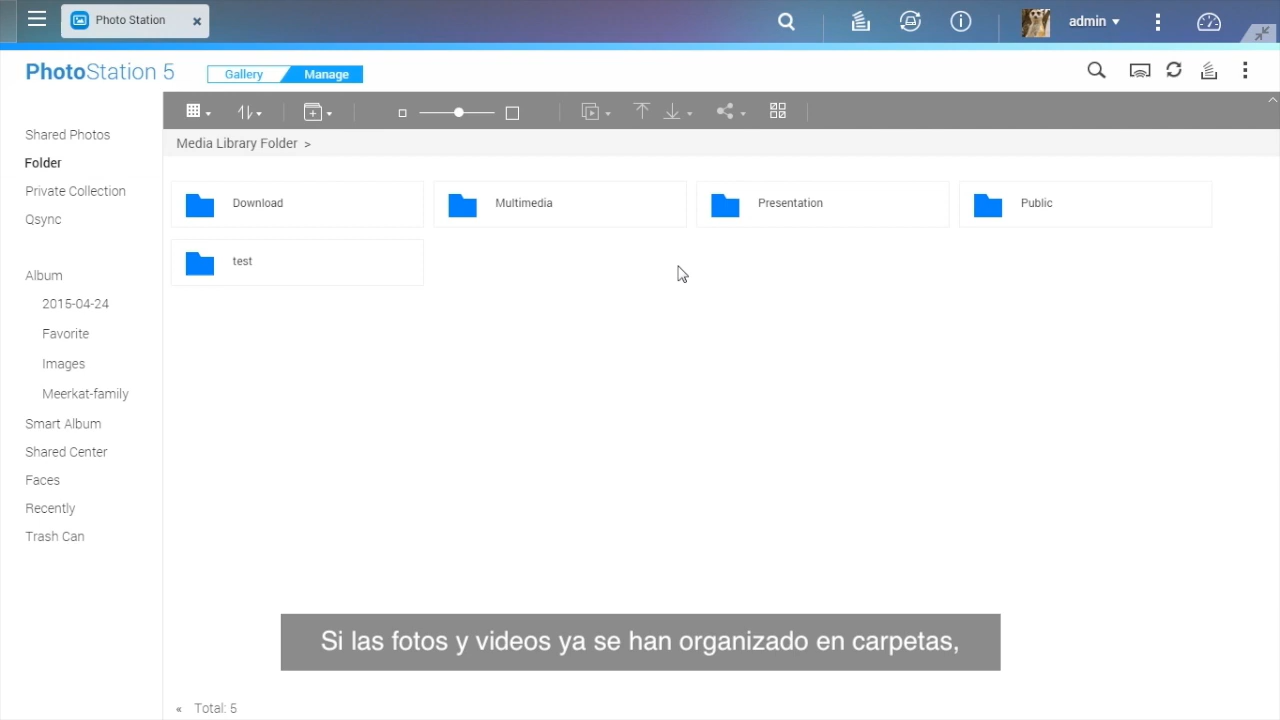 Photo Station
admin
PhotoStation 5
Gallery
Manage
Shared Photos
Folder
Private Collection
Qsync
Album
2015-04-24
Favorite
Images
Meerkat-family
Smart Album
Shared Center
Faces
Recently
Trash Can
Media Library Folder >
Download
Multimedia
Presentation
Public
test
Si las fotos y videos ya se han organizado en carpetas,
« Total: 5